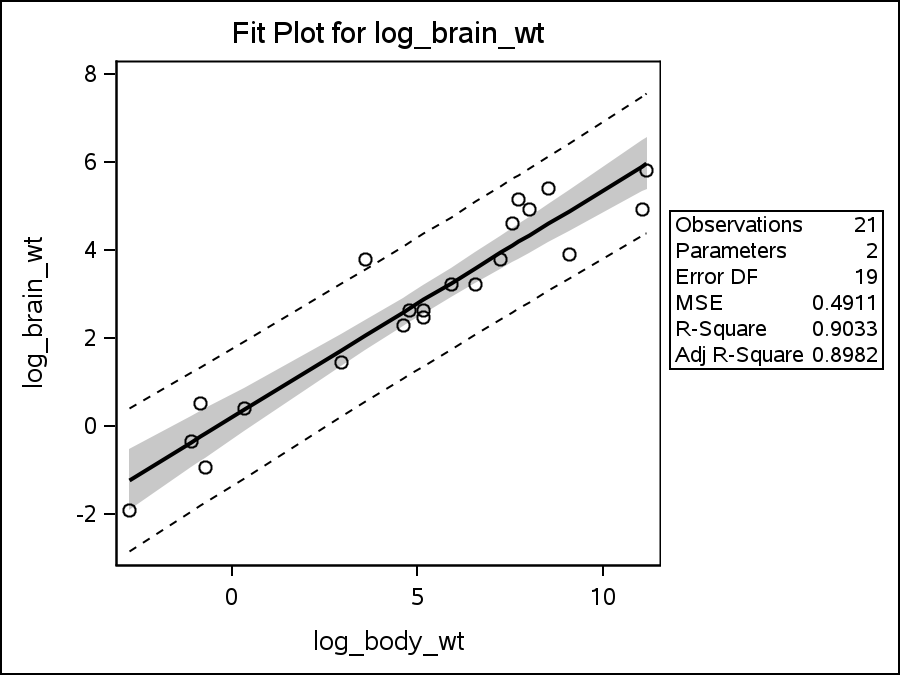 Fit Plot for log_brain_wt
8
6
4
2
0
-2
log_brain_wt
0 5 10
log_body_wt
Observations 21
Parameters 2
Error DF 19
MSE 0.4911
R-Square 0.9033
Adj R-Square 0.8982